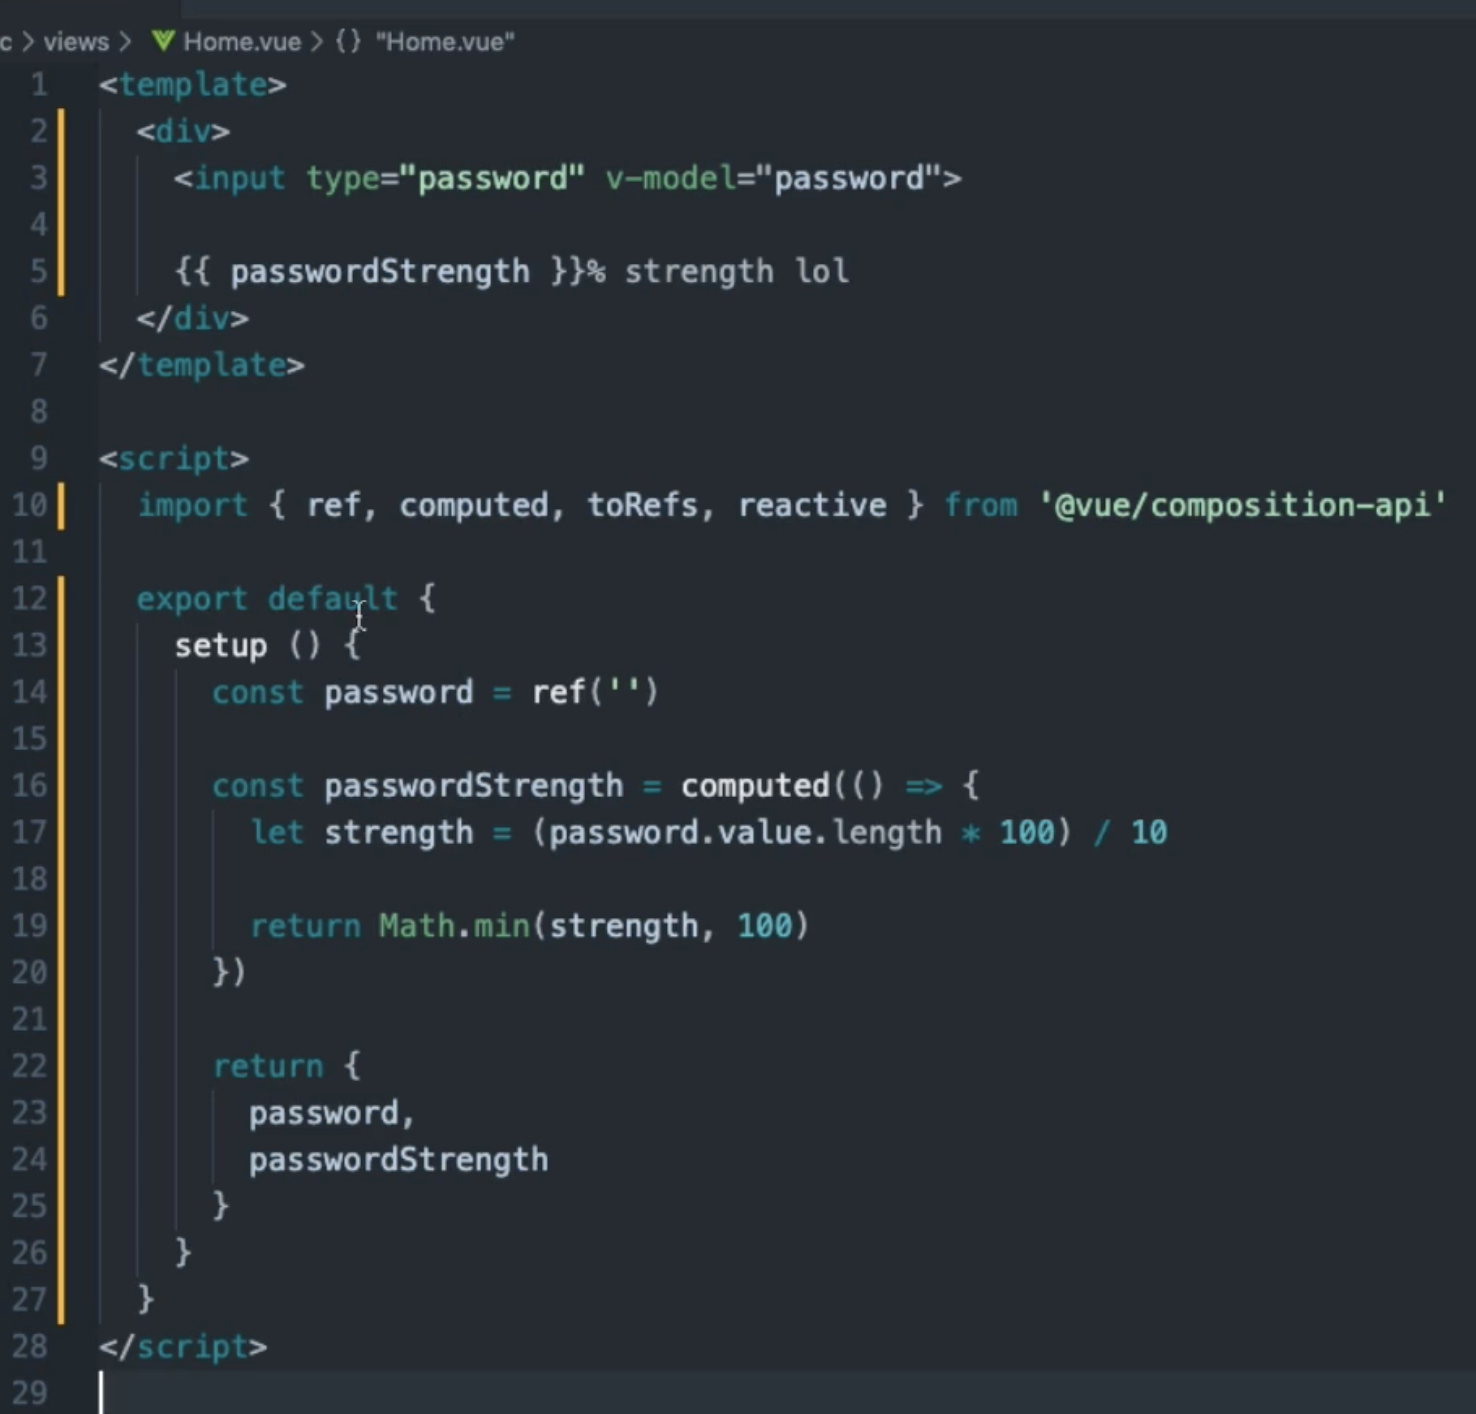 c > views > Home.vue > {} "Home.vue"
1 <template>
2   <div>
3     <input type="password" v-model="password">
4
5     {{ passwordStrength }}% strength lol
6   </div>
7 </template>
8
9 <script>
10   import { ref, computed, toRefs, reactive } from '@vue/composition-api'
11
12   export default {
13     setup () {
14       const password = ref('')
15
16       const passwordStrength = computed(() => {
17         let strength = (password.value.length * 100) / 10
18
19         return Math.min(strength, 100)
20       })
21
22       return {
23         password,
24         passwordStrength
25       }
26     }
27   }
28 </script>
29